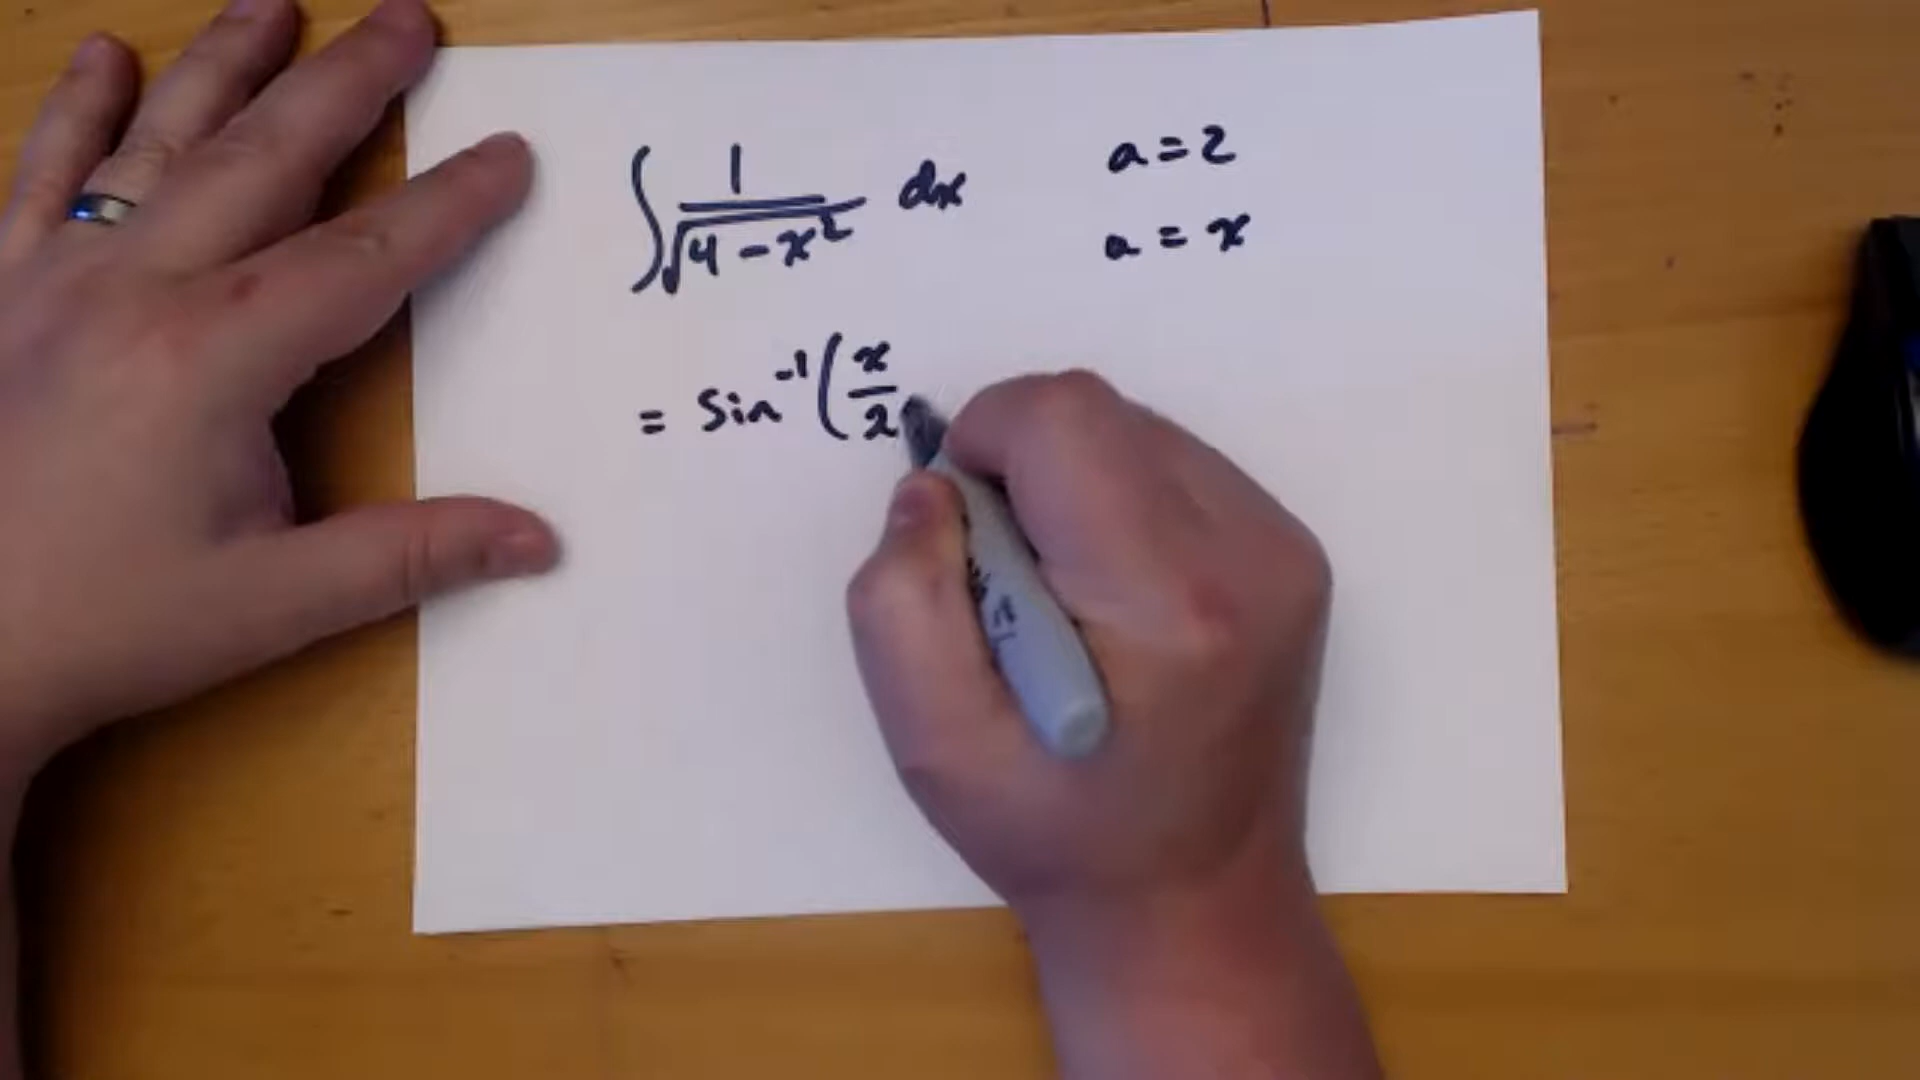 ∫ 1/√(4-x²) dx
a = 2
a = x
= sin⁻¹(x/2